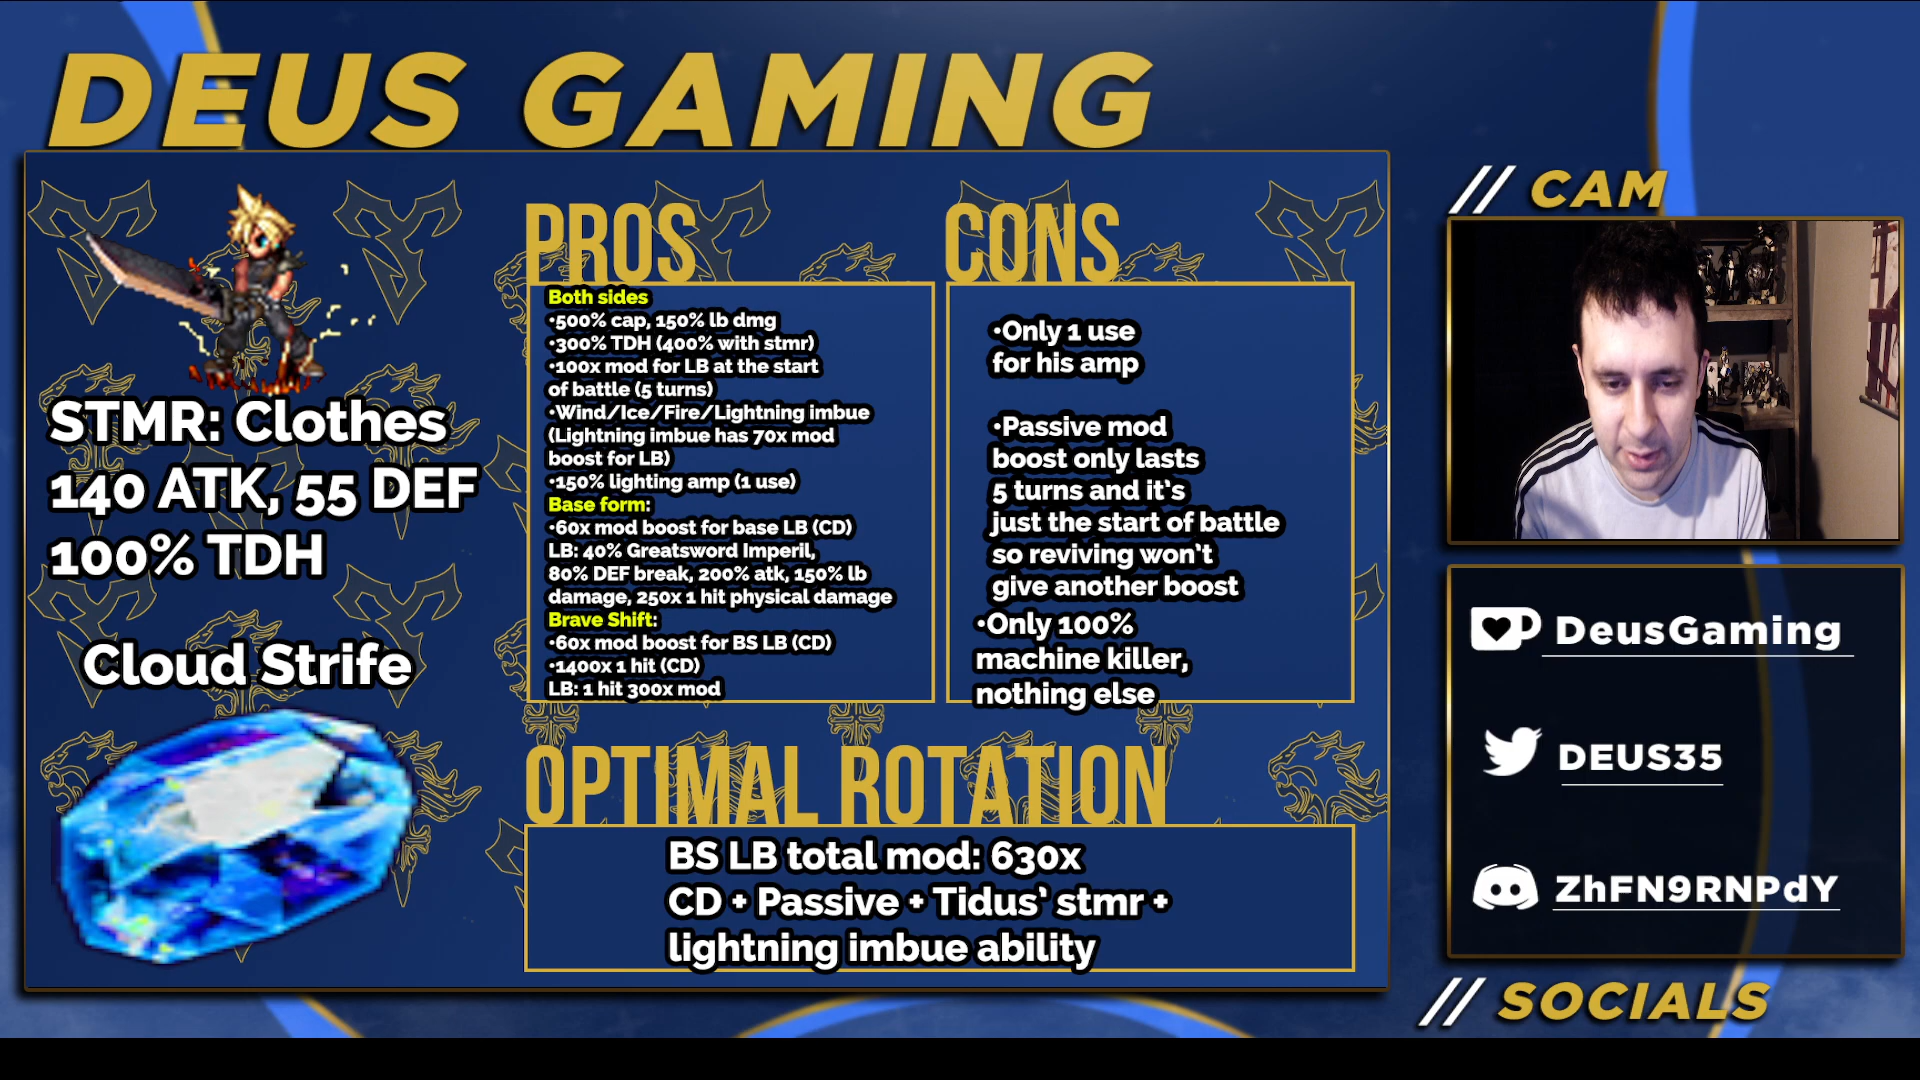 DEUS GAMING
// CAM
PROS
CONS
Both sides
•500% cap, 150% lb dmg
•300% TDH (400% with stmr)
•100x mod for LB at the start
of battle (5 turns)
•Wind/Ice/Fire/Lightning imbue
(Lightning imbue has 70x mod
boost for LB)
•150% lighting amp (1 use)
Base form:
•60x mod boost for base LB (CD)
LB: 40% Greatsword Imperil,
80% DEF break, 200% atk, 150% lb
damage, 250x 1 hit physical damage
Brave Shift:
•60x mod boost for BS LB (CD)
•1400x 1 hit (CD)
LB: 1 hit 300x mod
•Only 1 use
for his amp
•Passive mod
boost only lasts
5 turns and it's
just the start of battle
so reviving won't
give another boost
•Only 100%
machine killer,
nothing else
STMR: Clothes
140 ATK, 55 DEF
100% TDH
Cloud Strife
OPTIMAL ROTATION
BS LB total mod: 630x
CD + Passive + Tidus' stmr +
lightning imbue ability
DeusGaming
DEUS35
ZhFN9RNPdY
// SOCIALS